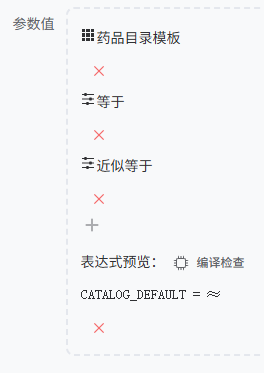 参数值
药品目录模板
等于
近似等于
表达式预览： 编译检查
CATALOG_DEFAULT = ≈